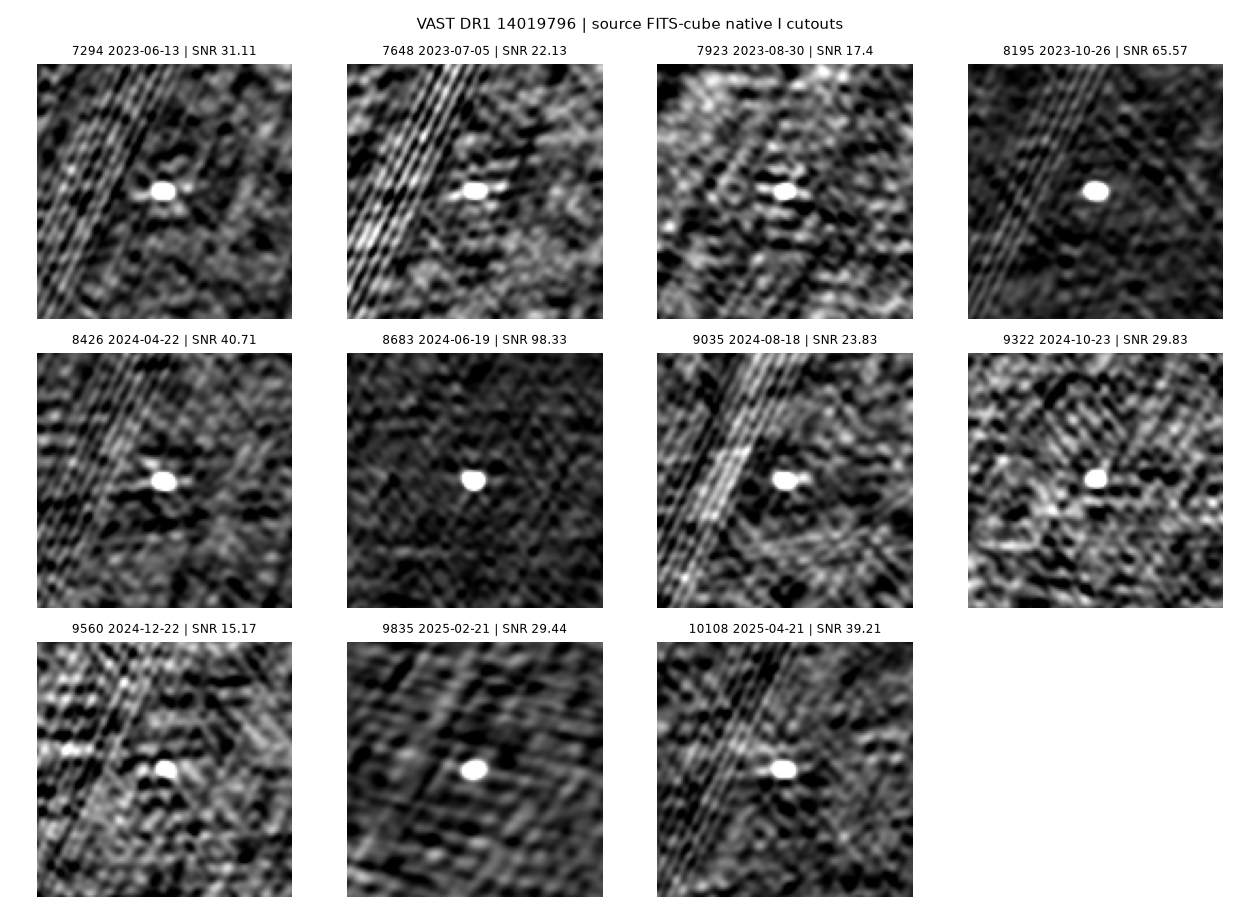 VAST DR1 14019796 | source FITS-cube native I cutouts
7294 2023-06-13 | SNR 31.11
7648 2023-07-05 | SNR 22.13
7923 2023-08-30 | SNR 17.4
8195 2023-10-26 | SNR 65.57
8426 2024-04-22 | SNR 40.71
8683 2024-06-19 | SNR 98.33
9035 2024-08-18 | SNR 23.83
9322 2024-10-23 | SNR 29.83
9560 2024-12-22 | SNR 15.17
9835 2025-02-21 | SNR 29.44
10108 2025-04-21 | SNR 39.21